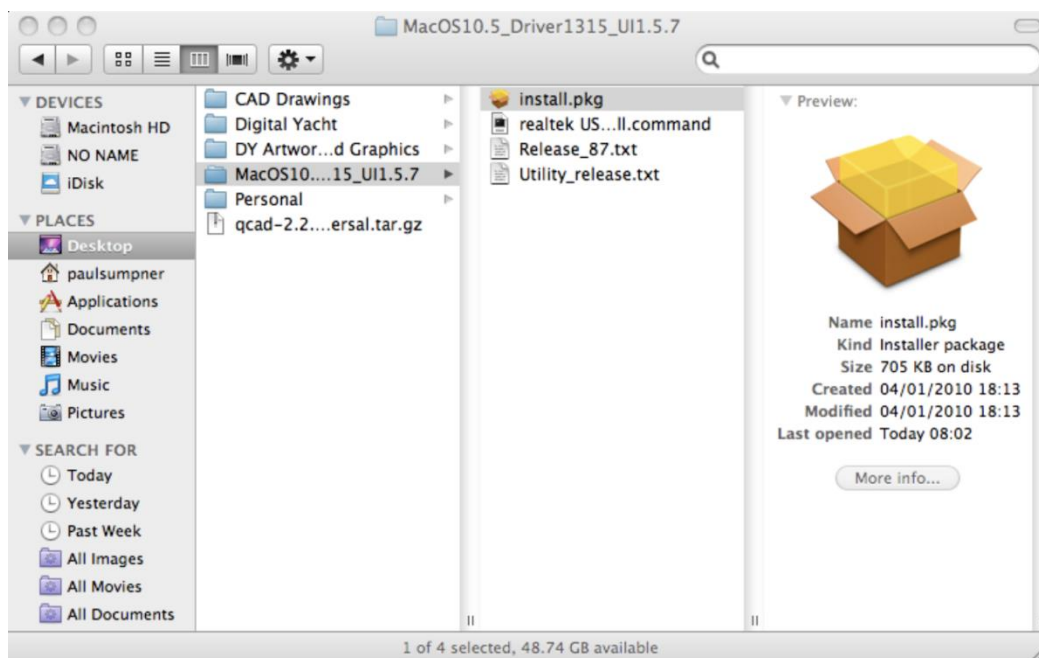 MacOS10.5_Driver1315_UI1.5.7
DEVICES
Macintosh HD
NO NAME
iDisk
PLACES
Desktop
paulsumpner
Applications
Documents
Movies
Music
Pictures
SEARCH FOR
Today
Yesterday
Past Week
All Images
All Movies
All Documents
CAD Drawings
Digital Yacht
DY Artwor...d Graphics
MacOS10....15_UI1.5.7
Personal
qcad-2.2....ersal.tar.gz
install.pkg
realtek US...ll.command
Release_87.txt
Utility_release.txt
Preview:
Name install.pkg
Kind Installer package
Size 705 KB on disk
Created 04/01/2010 18:13
Modified 04/01/2010 18:13
Last opened Today 08:02
More info...
1 of 4 selected, 48.74 GB available